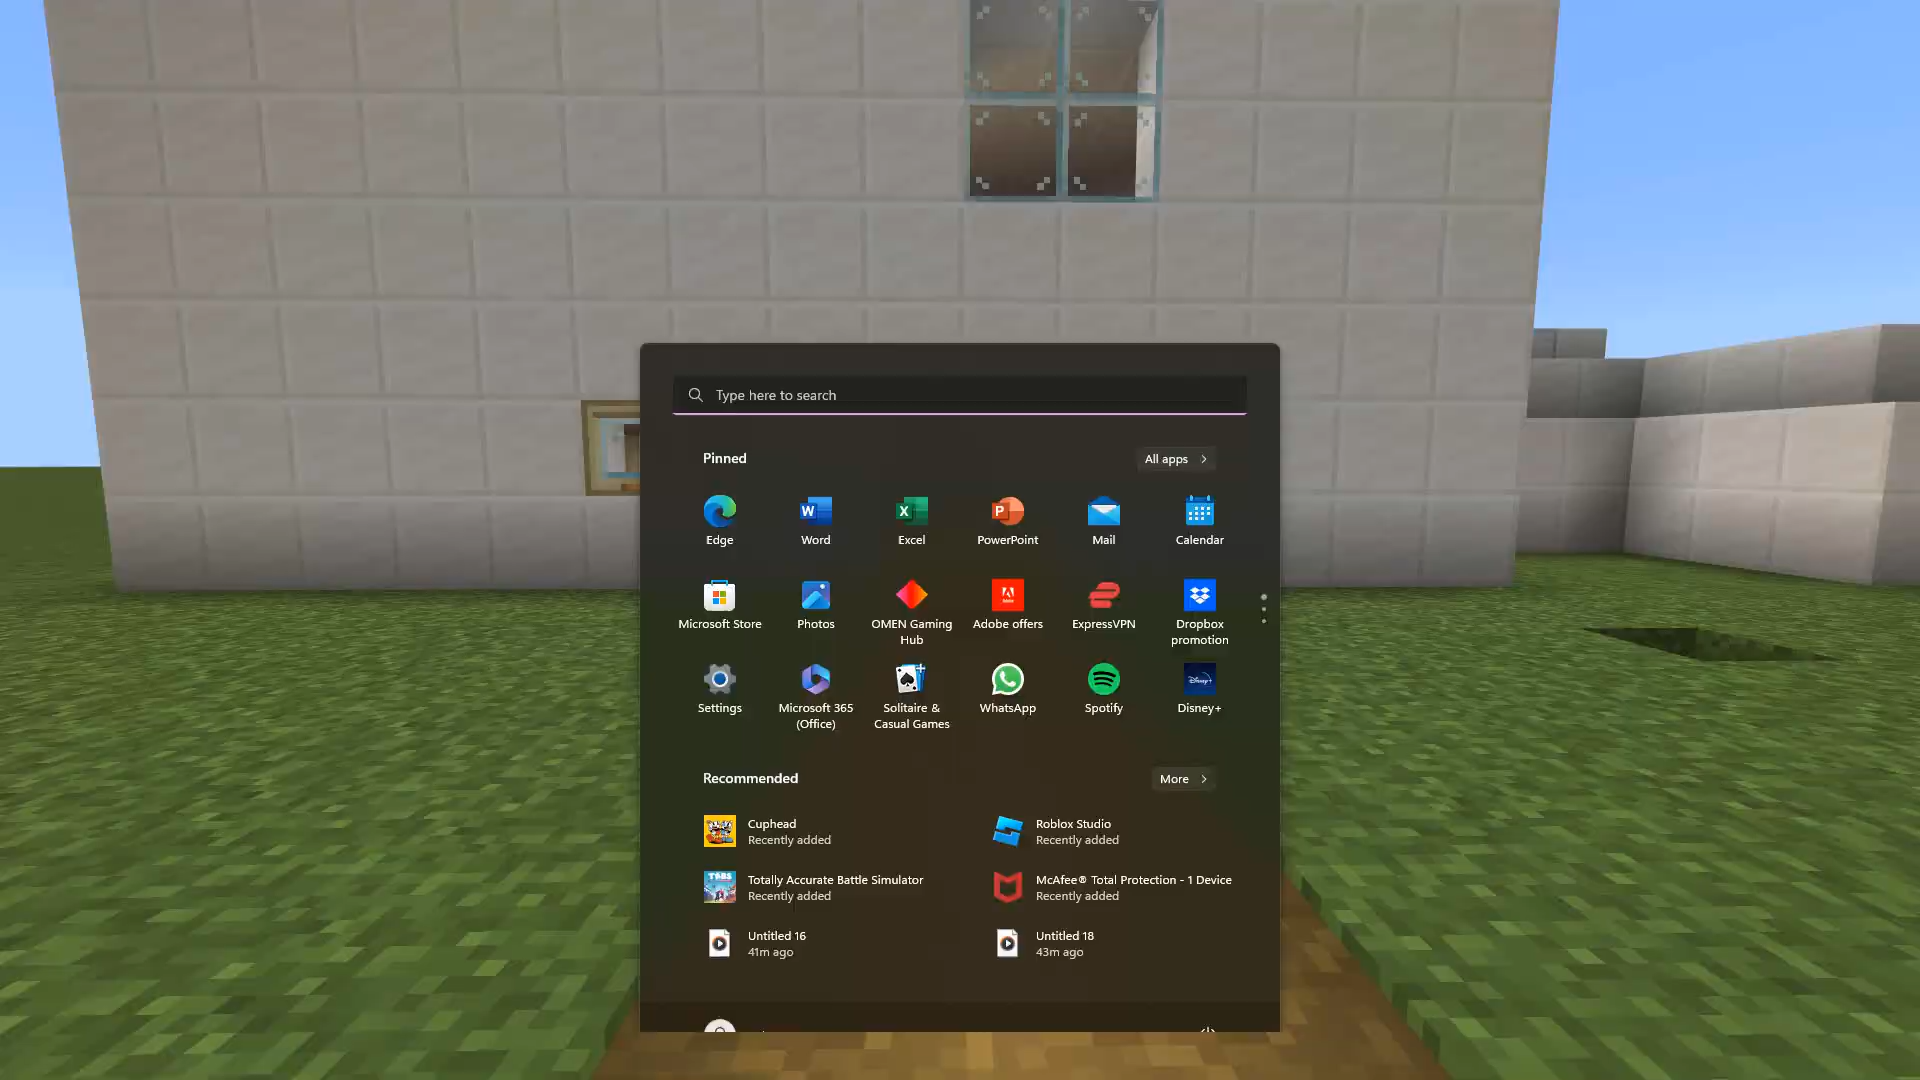 Type here to search
Pinned
All apps
Edge
Word
Excel
PowerPoint
Mail
Calendar
Microsoft Store
Photos
OMEN Gaming
Hub
Adobe offers
ExpressVPN
Dropbox
promotion
Settings
Microsoft 365
(Office)
Solitaire &
Casual Games
WhatsApp
Spotify
Disney+
Recommended
More
Cuphead
Recently added
Roblox Studio
Recently added
Totally Accurate Battle Simulator
Recently added
McAfee® Total Protection - 1 Device
Recently added
Untitled 16
41m ago
Untitled 18
43m ago